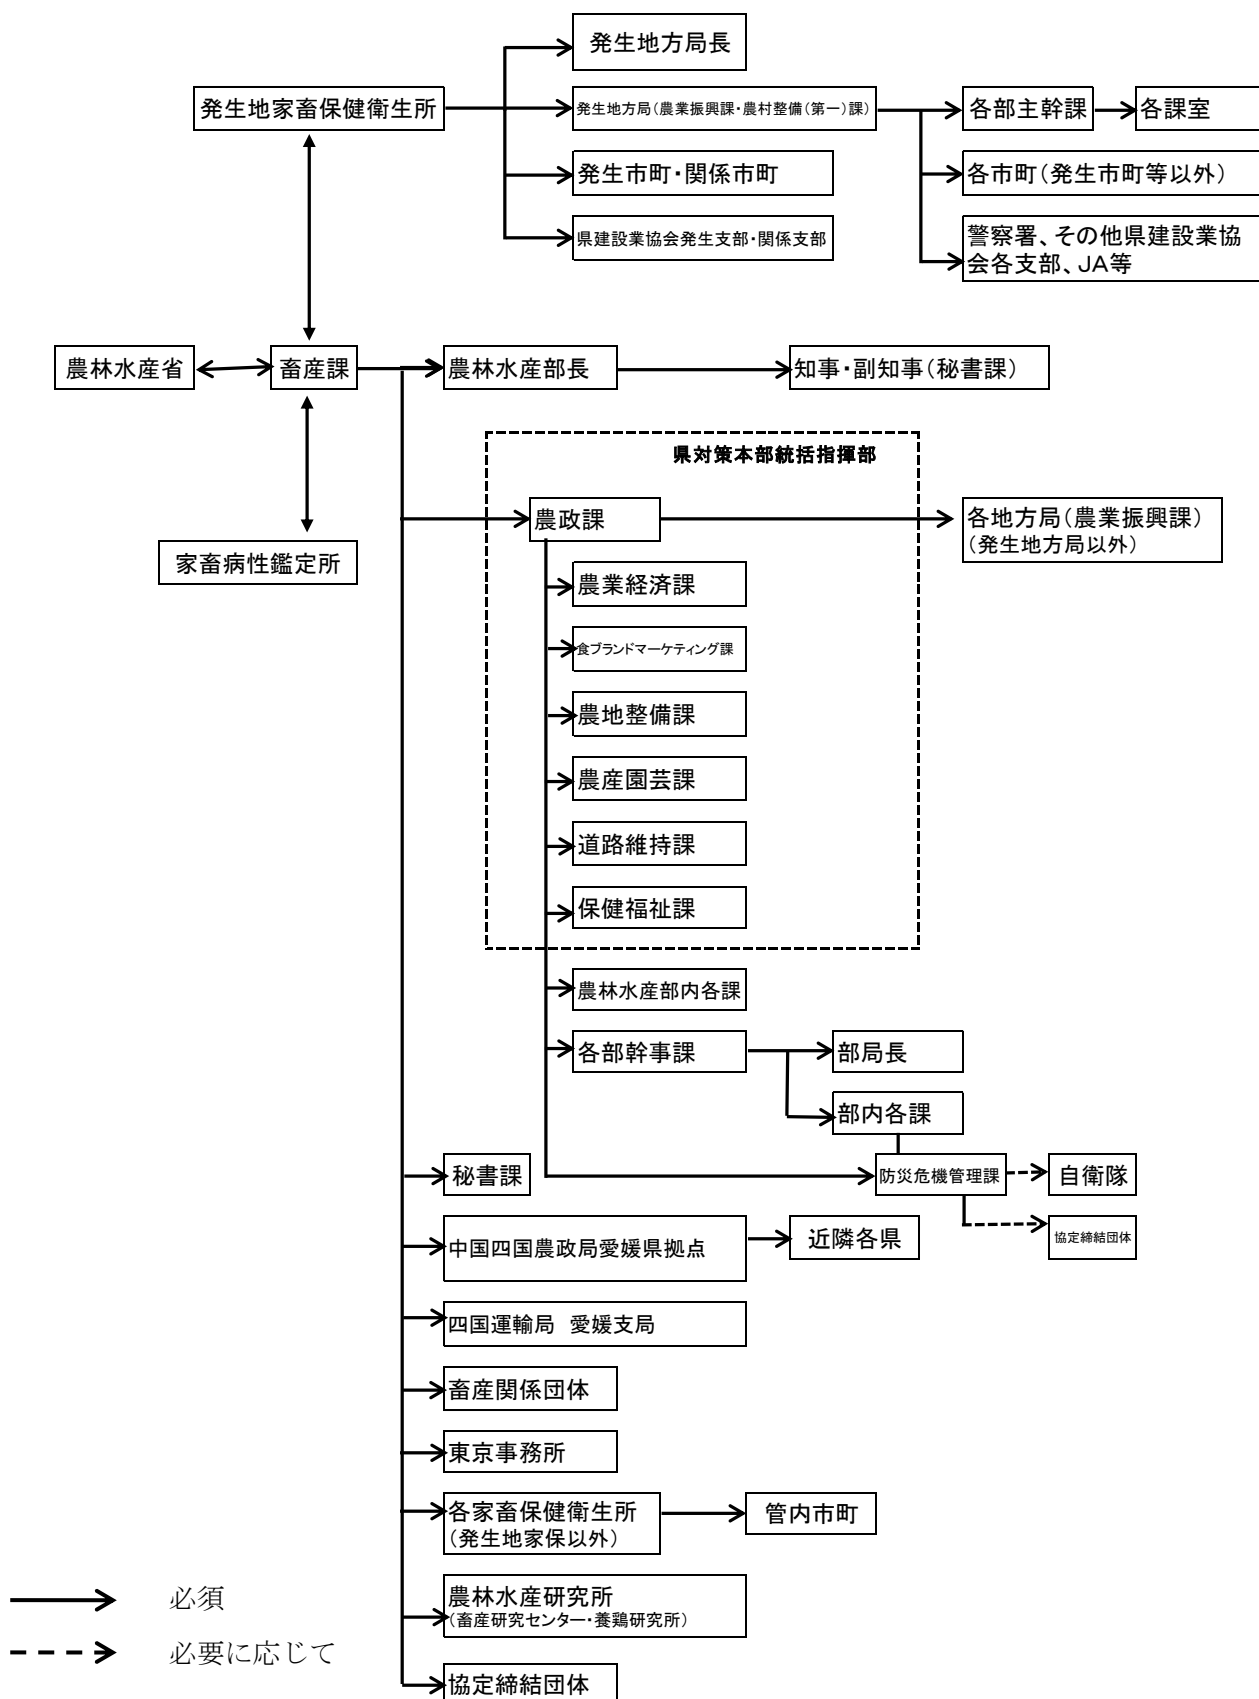 発生地方局長
発生地家畜保健衛生所
発生地方局(農業振興課・農村整備(第一)課)
各部主幹課
各課室
発生市町・関係市町
各市町(発生市町等以外)
県建設業協会発生支部・関係支部
警察署、その他県建設業協
会各支部、JA等
農林水産省
畜産課
農林水産部長
知事・副知事(秘書課)
県対策本部統括指揮部
農政課
各地方局(農業振興課)
(発生地方局以外)
家畜病性鑑定所
農業経済課
食ブランドマーケティング課
農地整備課
農産園芸課
道路維持課
保健福祉課
農林水産部内各課
各部幹事課
部局長
部内各課
秘書課
防災危機管理課
自衛隊
中国四国農政局愛媛県拠点
近隣各県
協定締結団体
四国運輸局 愛媛支局
畜産関係団体
東京事務所
各家畜保健衛生所
(発生地家保以外)
管内市町
農林水産研究所
(畜産研究センター・養鶏研究所)
必須
必要に応じて
協定締結団体